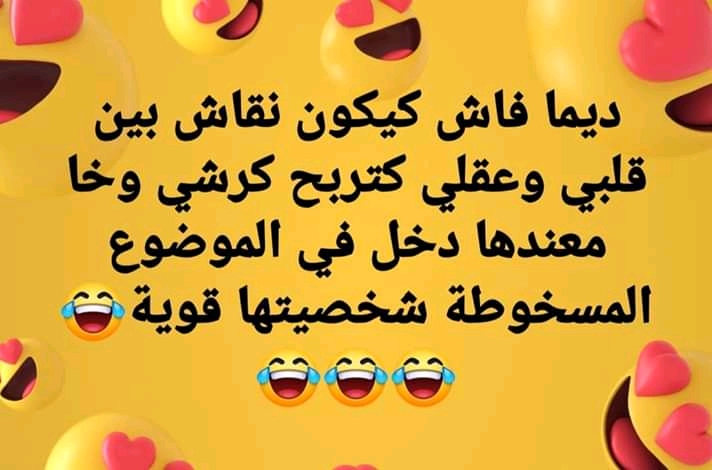 ديما فاش كيكون نقاش بين
قلبي وعقلي كتربح كرشي وخا
معندها دخل في الموضوع
المسخوطة شخصيتها قوية😂
😂😂😂